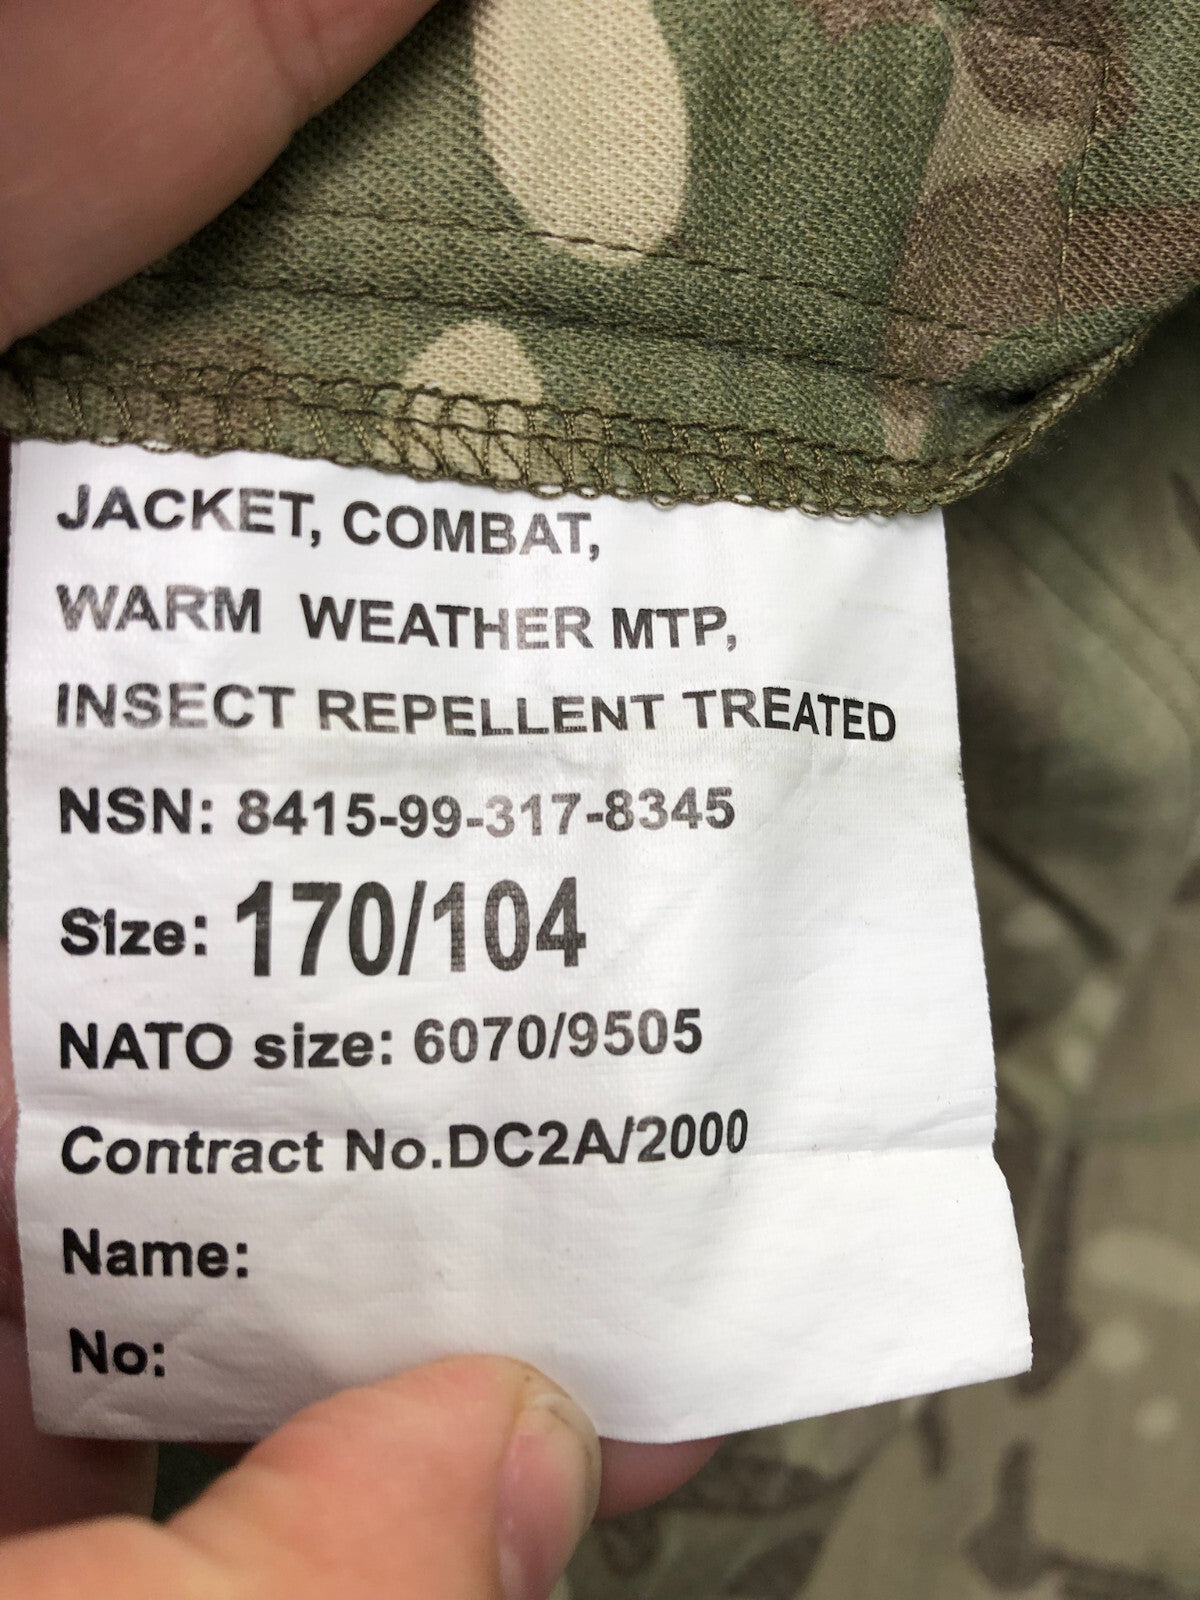 JACKET, COMBAT,
WARM WEATHER MTP,
INSECT REPELLENT TREATED
NSN: 8415-99-317-8345
Size: 170/104
NATO size: 6070/9505
Contract No.DC2A/2000
Name:
No: